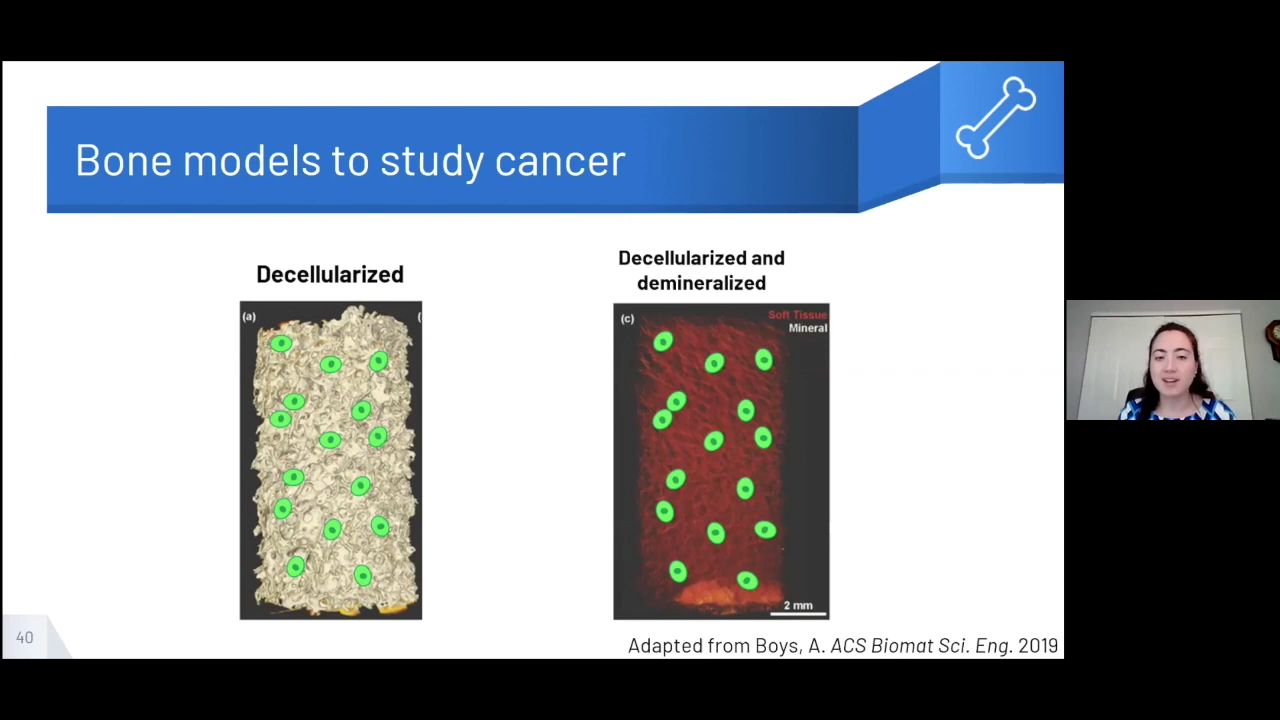 Bone models to study cancer
Decellularized
Decellularized and
demineralized
(a)
(
(c)
Soft Tissue
Mineral
2 mm
Adapted from Boys, A. ACS Biomat Sci. Eng. 2019
40